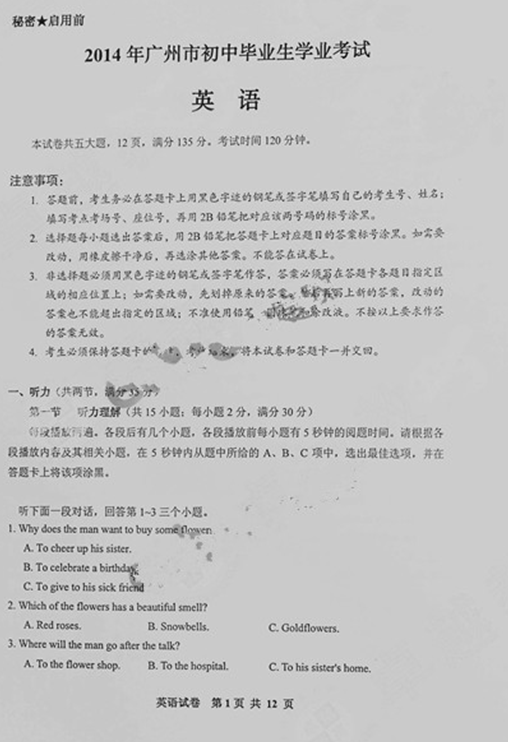 秘密★启用前
2014 年广州市初中毕业生学业考试
英 语
本试卷共五大题，12 页，满分 135 分。考试时间 120 分钟。
注意事项：
1. 答题前，考生务必在答题卡上用黑色字迹的钢笔或签字笔填写自己的考生号、姓名；
填写考点考场号、座位号，再用 2B 铅笔把对应该两号码的标号涂黑。
2. 选择题每小题选出答案后，用 2B 铅笔把答题卡上对应题目的答案标号涂黑。如需要
改动，用橡皮擦干净后，再选涂其他答案。不能答在试卷上。
3. 非选择题必须用黑色字迹的钢笔或签字笔作答，答案必须写在答题卡各题目指定区
域的相应位置上；如需要改动，先划掉原来的答案，写上新的答案，改动的
答案也不能超出指定的区域；不准使用铅笔、改液。不按以上要求作答
的答案无效。
4. 考生必须保持答题卡的，将本试卷和答题卡一并交回。
一、听力（共两节，满分 35 分）
第一节 听力理解（共 15 小题；每小题 2 分，满分 30 分）
每段播放两遍。各段后有几个小题，各段播放前每小题有 5 秒钟的阅题时间。请根据各
段播放内容及其相关小题，在 5 秒钟内从题中所给的 A、B、C 项中，选出最佳选项，并在
答题卡上将该项涂黑。
听下面一段对话，回答第 1~3 三个小题。
1. Why does the man want to buy some flower
A. To cheer up his sister.
B. To celebrate a birthday.
C. To give to his sick friend
2. Which of the flowers has a beautiful smell?
A. Red roses. B. Snowbells. C. Goldflowers.
3. Where will the man go after the talk?
A. To the flower shop. B. To the hospital. C. To his sister's home.
英语试卷 第 1 页 共 12 页